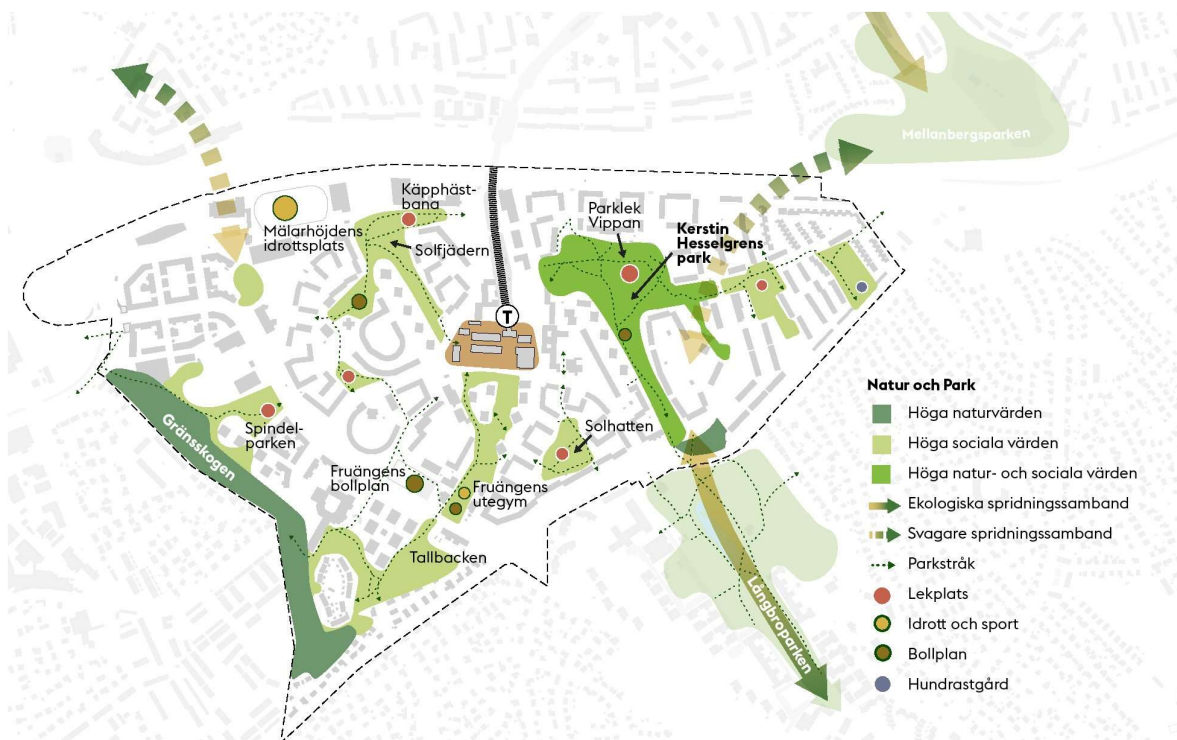 Mellanbergsparken
Käpphäst-
bana
Mälarhöjdens
idrottsplats
Solfjädern
Parklek
Vippan
Kerstin
Hesselgrens
park
T
Gränsskogen
Spindel-
parken
Solhatten
Fruängens
bollplan
Fruängens
utegym
Tallbacken
Långbroparken
Natur och Park
Höga naturvärden
Höga sociala värden
Höga natur- och sociala värden
Ekologiska spridningssamband
Svagare spridningssamband
Parkstråk
Lekplats
Idrott och sport
Bollplan
Hundrastgård